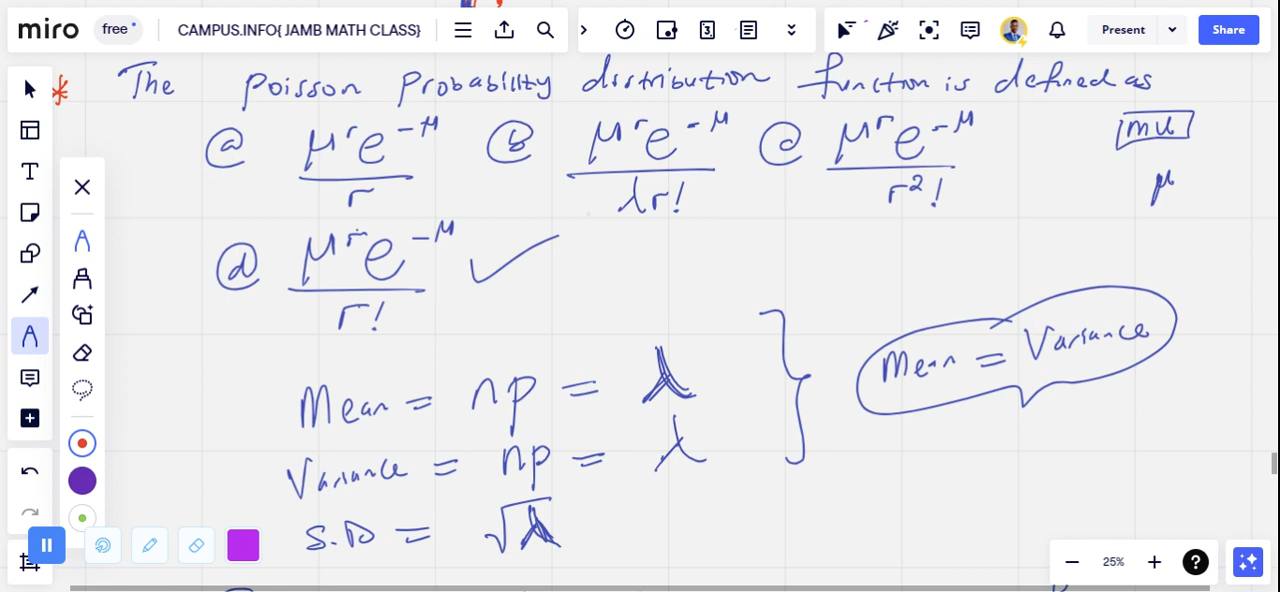 miro free CAMPUS.INFO{ JAMB MATH CLASS} Present Share
* The Poisson Probability distribution function is defined as
@ μ^r e^-μ / r B μ^r e^-μ / λr! @ μ^r e^-μ / r²! mu
μ
@d μ^r e^-μ / r! ✓
Mean = np = λ
Variance = np = λ
S.D = √λ
Mean = Variance
25%